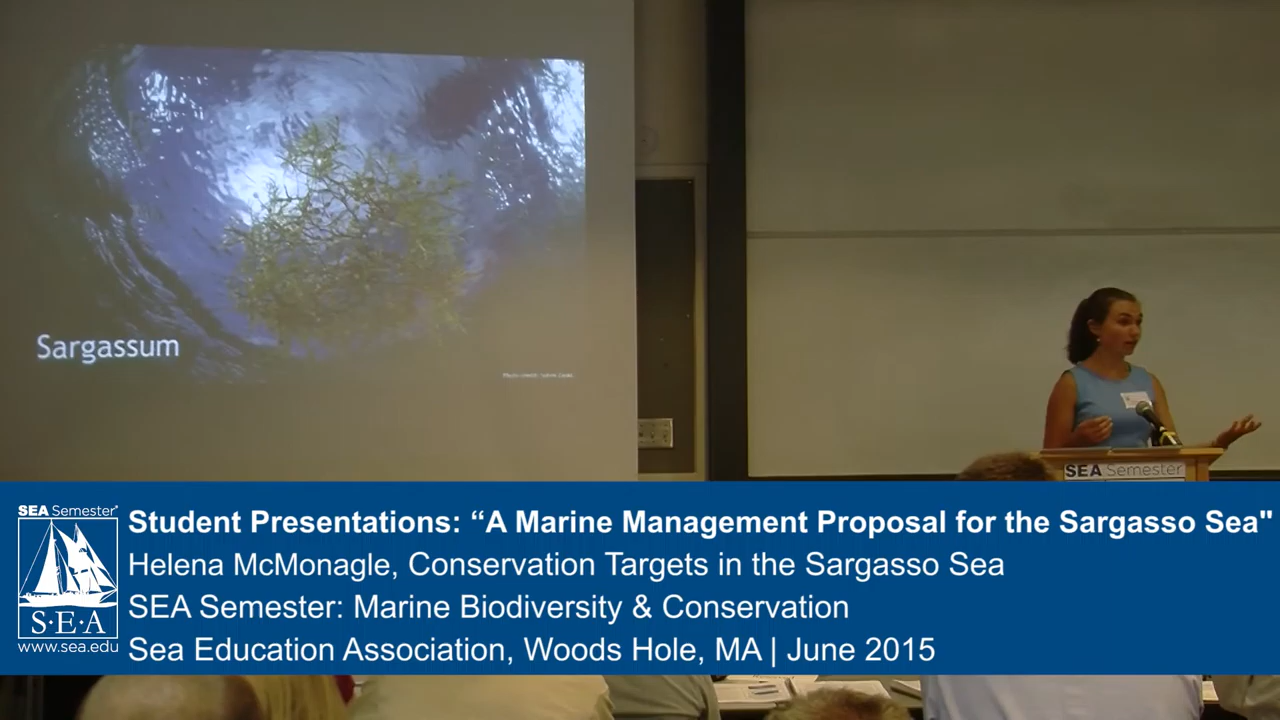 Sargassum
SEA Semester
SEA Semester®
S·E·A
www.sea.edu
Student Presentations: “A Marine Management Proposal for the Sargasso Sea"
Helena McMonagle, Conservation Targets in the Sargasso Sea
SEA Semester: Marine Biodiversity & Conservation
Sea Education Association, Woods Hole, MA | June 2015